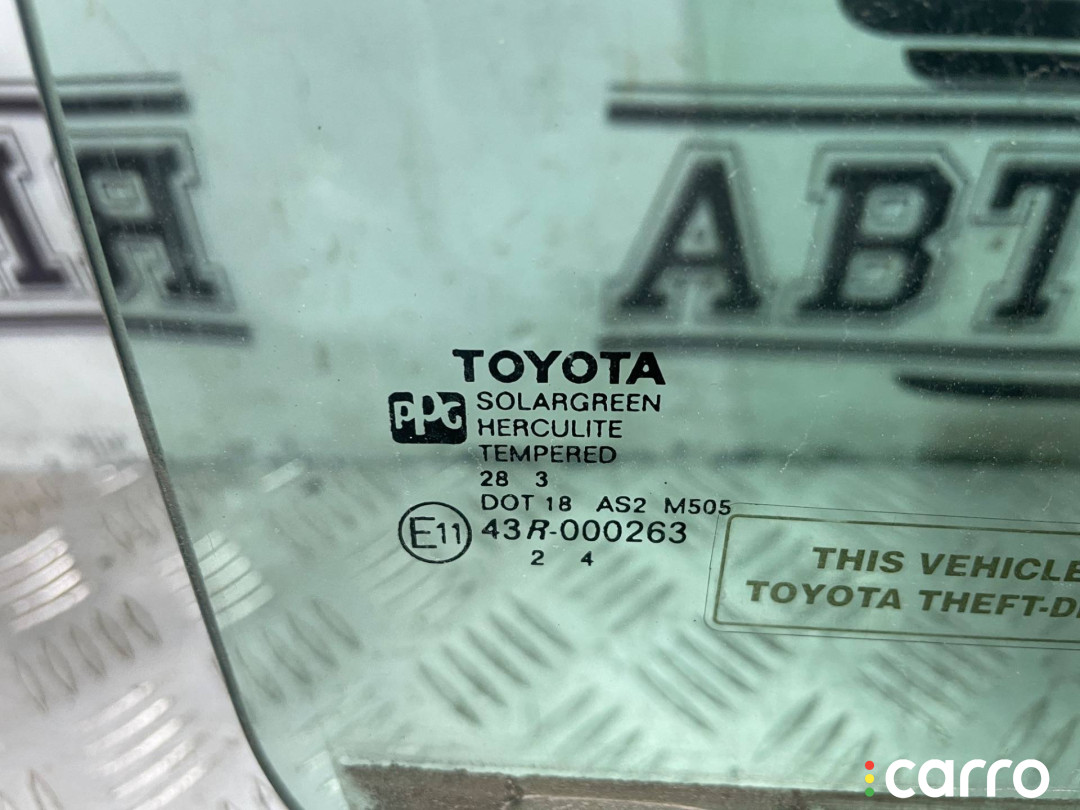 АВТ
TOYOTA
PPG
SOLARGREEN
HERCULITE
TEMPERED
28 3
DOT 18 AS2 M505
E11 43R-000263
2 4
THIS VEHICLE
TOYOTA THEFT-D
carro